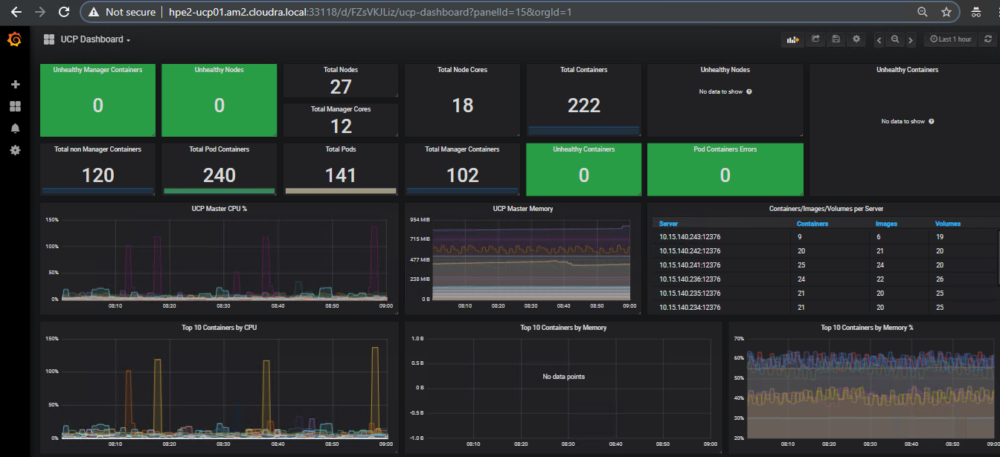 Not secure hpe2-ucp01.am2.cloudra.local:33118/d/FZsVKJLiz/ucp-dashboard?panelId=15&orgId=1
UCP Dashboard
Last 1 hour
Unhealthy Manager Containers
0
Unhealthy Nodes
0
Total Nodes
27
Total Manager Cores
12
Total Node Cores
18
Total Containers
222
Unhealthy Nodes
No data to show
Unhealthy Containers
No data to show
Total non Manager Containers
120
Total Pod Containers
240
Total Pods
141
Total Manager Containers
102
Unhealthy Containers
0
Pod Containers Errors
0
UCP Master CPU %
150%
100%
50%
0%
08:10 08:20 08:30 08:40 08:50 09:00
UCP Master Memory
954 MiB
715 MiB
477 MiB
238 MiB
0 B
08:10 08:20 08:30 08:40 08:50 09:00
Containers/Images/Volumes per Server
Server Containers Images Volumes
10.15.140.243:12376 9 6 19
10.15.140.242:12376 20 21 20
10.15.140.241:12376 25 24 20
10.15.140.236:12376 24 22 26
10.15.140.235:12376 21 20 25
10.15.140.234:12376 21 20 25
Top 10 Containers by CPU
150%
100%
50%
0%
08:10 08:20 08:30 08:40 08:50 09:00
Top 10 Containers by Memory
1.0 B
0.5 B
0 B
-0.5 B
-1.0 B
No data points
08:10 08:20 08:30 08:40 08:50 09:00
Top 10 Containers by Memory %
70%
60%
50%
40%
30%
20%
08:10 08:20 08:30 08:40 08:50 09:00